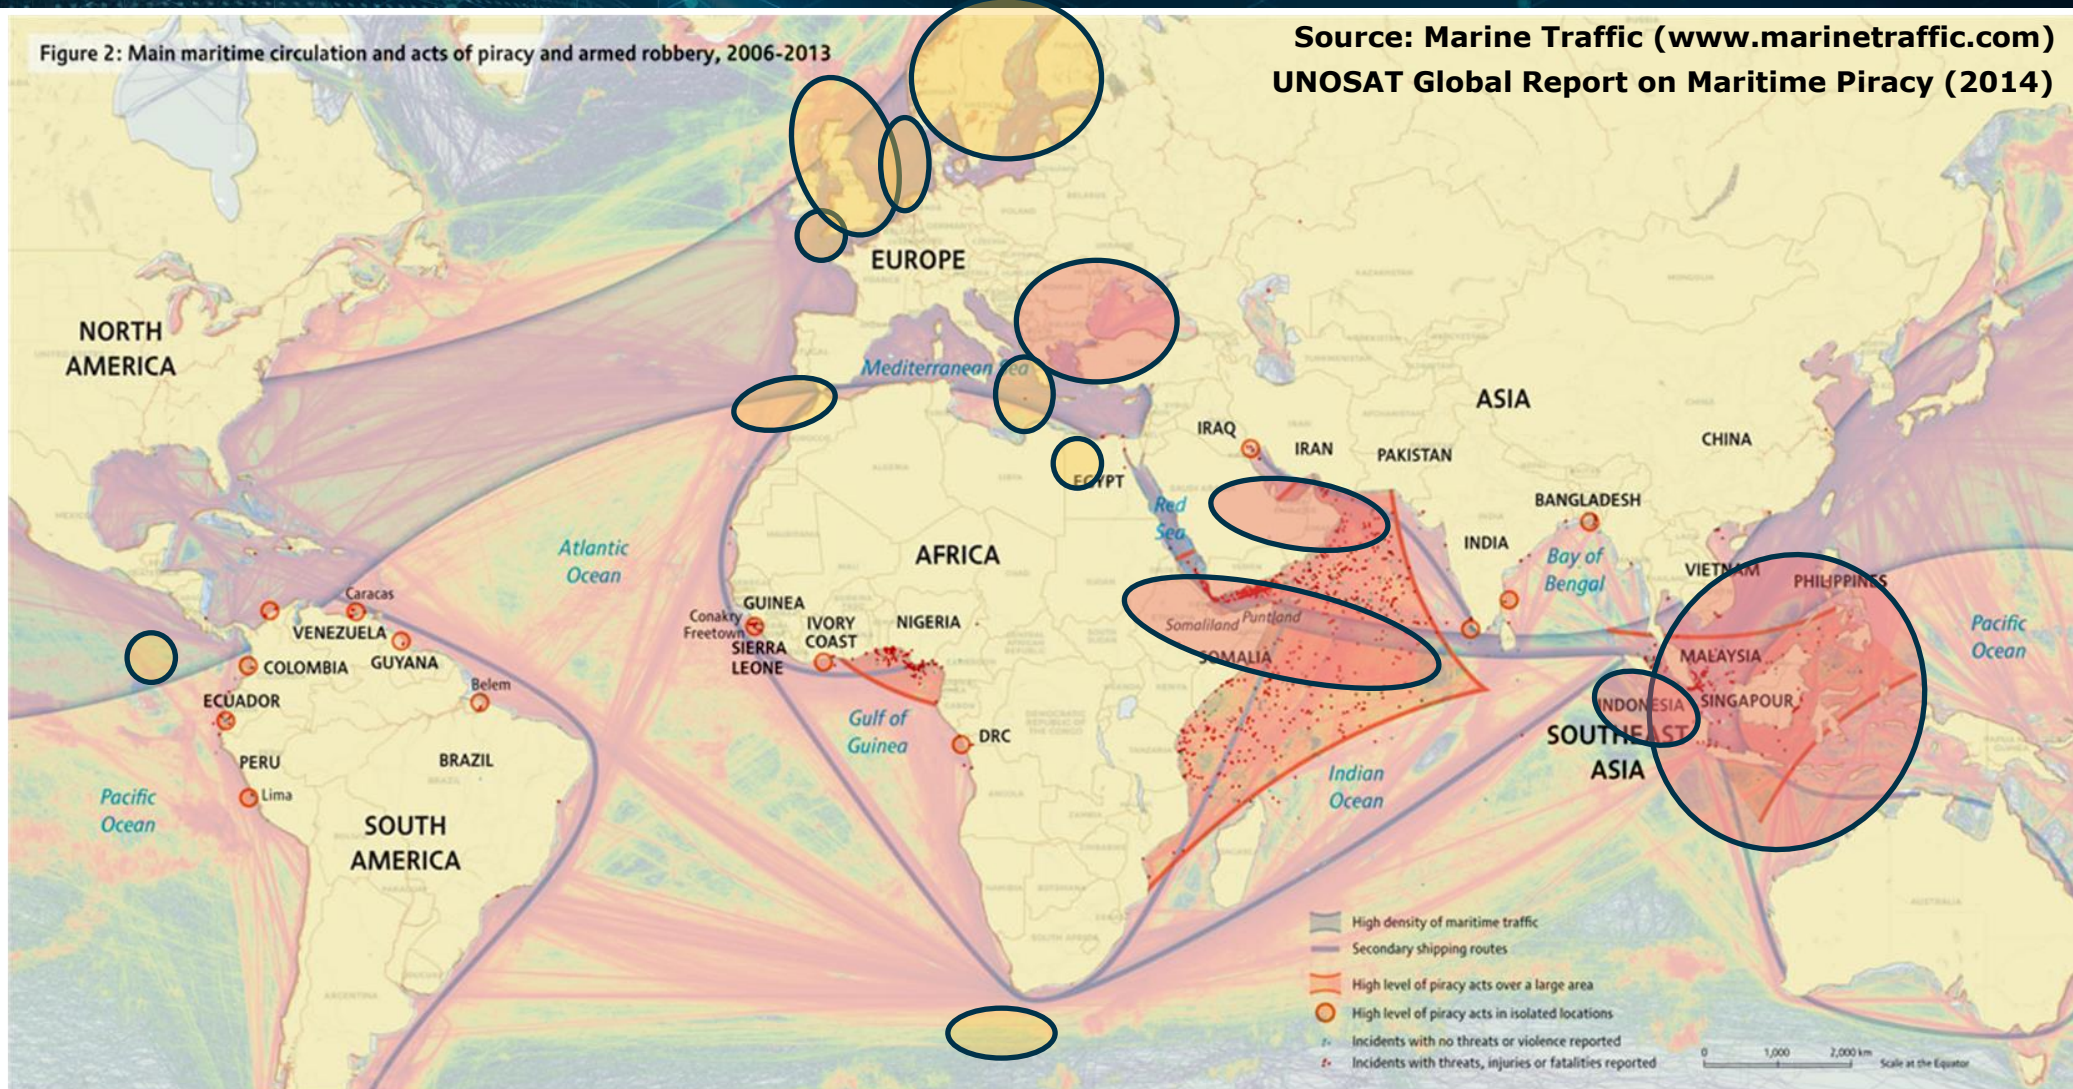 Source: Marine Traffic (www.marinetraffic.com)
UNOSAT Global Report on Maritime Piracy (2014)
Figure 2: Main maritime circulation and acts of piracy and armed robbery, 2006-2013
EUROPE
NORTH
AMERICA
Mediterranean Sea
ASIA
IRAQ
IRAN
PAKISTAN
CHINA
EGYPT
BANGLADESH
Red
Sea
INDIA
Bay of
Bengal
Atlantic
Ocean
AFRICA
VIETNAM
PHILIPPINES
Caracas
VENEZUELA
GUYANA
COLOMBIA
ECUADOR
Belem
PERU
BRAZIL
Lima
Pacific
Ocean
SOUTH
AMERICA
GUINEA
Conakry
Freetown
SIERRA
LEONE
IVORY
COAST
NIGERIA
Gulf of
Guinea
DRC
Somaliland
Puntland
SOMALIA
Indian
Ocean
MALAYSIA
INDONESIA
SINGAPOUR
SOUTHEAST
ASIA
Pacific
Ocean
High density of maritime traffic
Secondary shipping routes
High level of piracy acts over a large area
High level of piracy acts in isolated locations
Incidents with no threats or violence reported
Incidents with threats, injuries or fatalities reported
0 1,000 2,000 km
Scale at the Equator